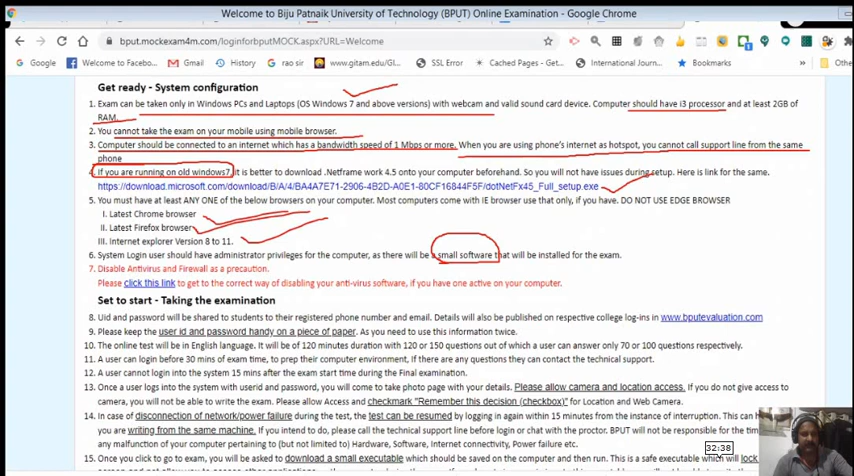 Welcome to Biju Patnaik University of Technology (BPUT) Online Examination - Google Chrome
bput.mockexam4m.com/loginforbputMOCK.aspx?URL=Welcome
Google Favorites History rao sir (gitam.edu/Gl... Suggested Sites Cached Pages - Get... International Jour... Welcome to Faceb...
Get ready - System configuration
1. Exam can be taken only in Windows PCs and Laptops (OS Windows 7 and above versions) with webcam and valid sound card device. Computer should have i3 processor and at least 2GB of
RAM.
2. You cannot take the exam on your mobile using mobile browser.
3. Computer should be connected to an internet which has a bandwidth speed of 1 Mbps or more. When you are using phone's internet as hotspot, you cannot call support line from the same
phone
4. If you are running on old windows7, it is better to download .Netframe work 4.5 onto your computer beforehand. So you will not have issues during setup. Here is link for the same.
https://download.microsoft.com/download/B/A/4/BA4A7E71-2906-4B2D-A0E1-80CF16844F5F/dotNetFx45_Full_setup.exe
5. You must have at least ANY ONE of the below browsers on your computer. Most computers come with IE browser use that only, if you have. DO NOT USE EDGE BROWSER
I. Latest Chrome browser
II. Latest Firefox browser
III. Internet explorer Version 8 to 11.
6. System Login user should have administrator privileges for the computer, as there will be a small software that will be installed for the exam.
7. Disable Antivirus and Firewall as a precaution.
Please click this link to get to the correct way of disabling your anti-virus software, if you have one active on your computer.
Set to start - Taking the examination
8. Uid and password will be shared to students to their registered phone number and email. Details will also be published on respective college log-ins in www.bputevaluation.com
9. Please keep the user id and password handy on a piece of paper. As you need to use this information twice.
10. The online test will be in English language. It will be of 120 minutes duration with 120 or 150 questions out of which a user can answer only 70 or 100 questions respectively.
11. A user can login before 30 mins of exam time, to prep their computer environment, If there are any questions they can contact the technical support.
12. A user cannot login into the system 15 mins after the exam start time during the Final examination.
13. Once a user logs into the system with userid and password, you will come to take photo page with your details. Please allow camera and location access. If you do not give access to
camera, you will not be able to write the exam. Please allow Access and checkmark "Remember this decision (checkbox)" for Location and Web Camera.
14. In case of disconnection of network/power failure during the test, the test can be resumed by logging in again within 15 minutes from the instance of interruption. This can h
you are writing from the same machine. If you intend to do, please call the technical support line before login or chat with the proctor. BPUT will not be responsible for the tim
any malfunction of your computer pertaining to (but not limited to) Hardware, Software, Internet connectivity, Power failure etc.
32:38
15. Once you click to go to exam, you will be asked to download a small executable which should be saved on the computer and then run. This is a safe executable which will lock